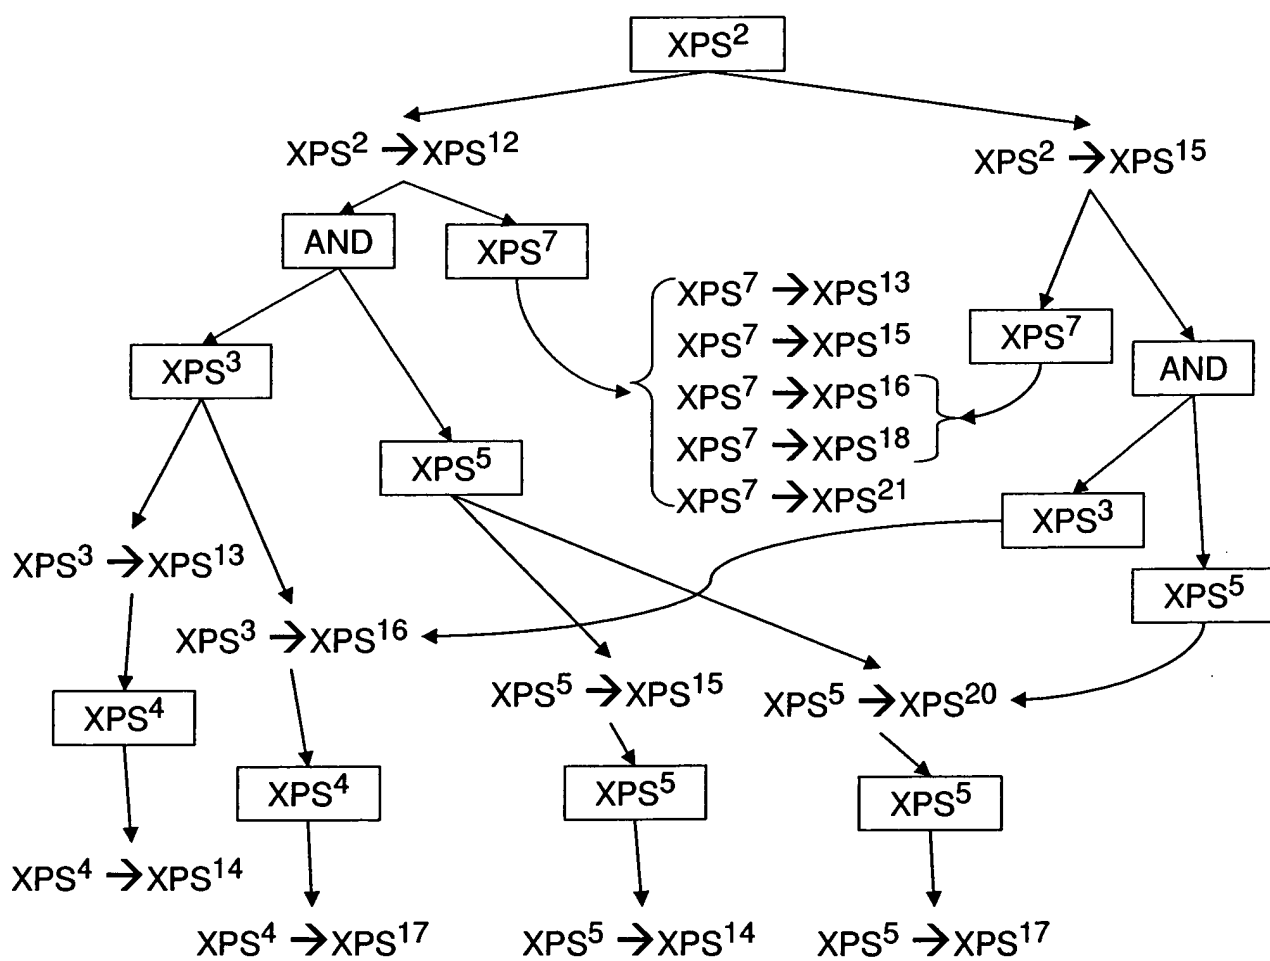 XPS²
XPS² → XPS¹²
XPS² → XPS¹⁵
AND
XPS⁷
XPS⁷ → XPS¹³
XPS⁷ → XPS¹⁵
XPS⁷ → XPS¹⁶
XPS⁷ → XPS¹⁸
XPS⁷ → XPS²¹
XPS⁷
AND
XPS³
XPS⁵
XPS³
XPS⁵
XPS³ → XPS¹³
XPS³ → XPS¹⁶
XPS⁵ → XPS¹⁵
XPS⁵ → XPS²⁰
XPS⁴
XPS⁴
XPS⁵
XPS⁵
XPS⁴ → XPS¹⁴
XPS⁴ → XPS¹⁷
XPS⁵ → XPS¹⁴
XPS⁵ → XPS¹⁷